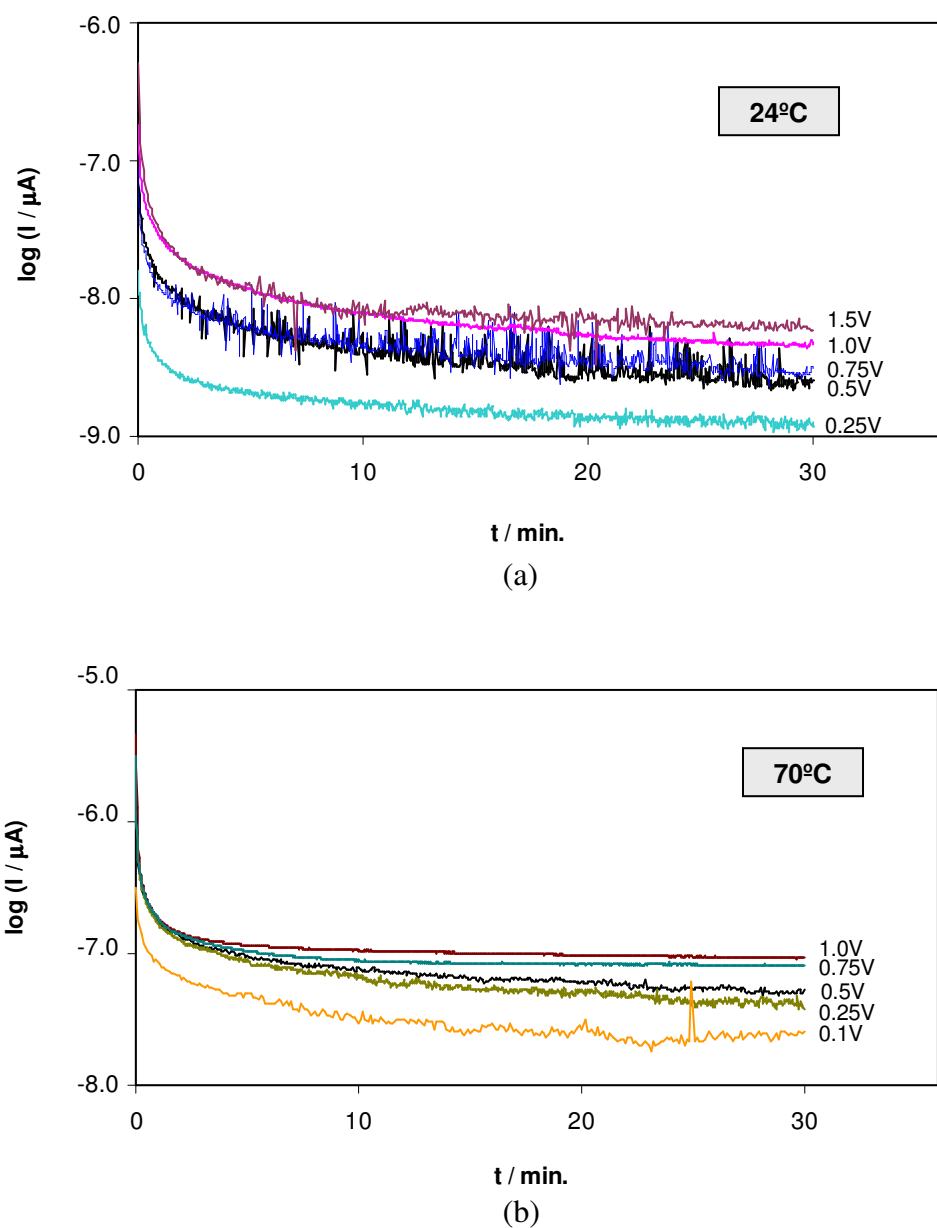 -6.0
24ºC
-7.0
log (I / µA)
-8.0
1.5V
1.0V
0.75V
0.5V
0.25V
-9.0
0 10 20 30
t / min.
(a)
-5.0
70ºC
-6.0
log (I / µA)
-7.0
1.0V
0.75V
0.5V
0.25V
0.1V
-8.0
0 10 20 30
t / min.
(b)